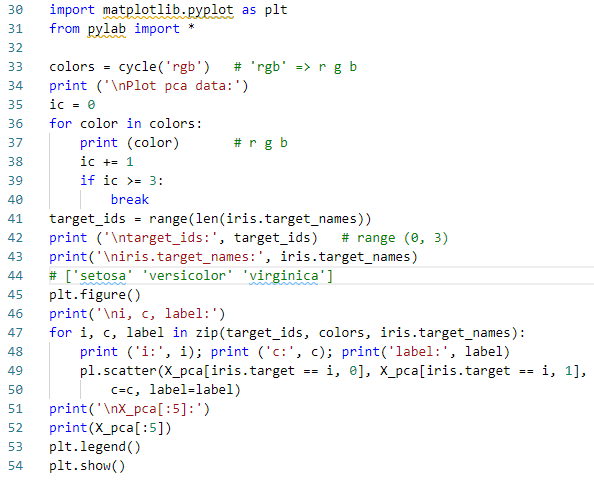 30 import matplotlib.pyplot as plt
31 from pylab import *
32
33 colors = cycle('rgb')   # 'rgb' => r g b
34 print ('\nPlot pca data:')
35 ic = 0
36 for color in colors:
37     print (color)       # r g b
38     ic += 1
39     if ic >= 3:
40         break
41 target_ids = range(len(iris.target_names))
42 print ('\ntarget_ids:', target_ids)   # range (0, 3)
43 print('\niris.target_names:', iris.target_names)
44 # ['setosa' 'versicolor' 'virginica']
45 plt.figure()
46 print('\ni, c, label:')
47 for i, c, label in zip(target_ids, colors, iris.target_names):
48     print ('i:', i); print ('c:', c); print('label:', label)
49     pl.scatter(X_pca[iris.target == i, 0], X_pca[iris.target == i, 1],
50         c=c, label=label)
51 print('\nX_pca[:5]:')
52 print(X_pca[:5])
53 plt.legend()
54 plt.show()